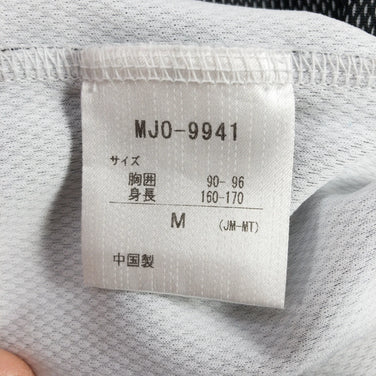 MJO-9941
サイズ
胸囲 90- 96
身長 160-170
M (JM-MT)
中国製